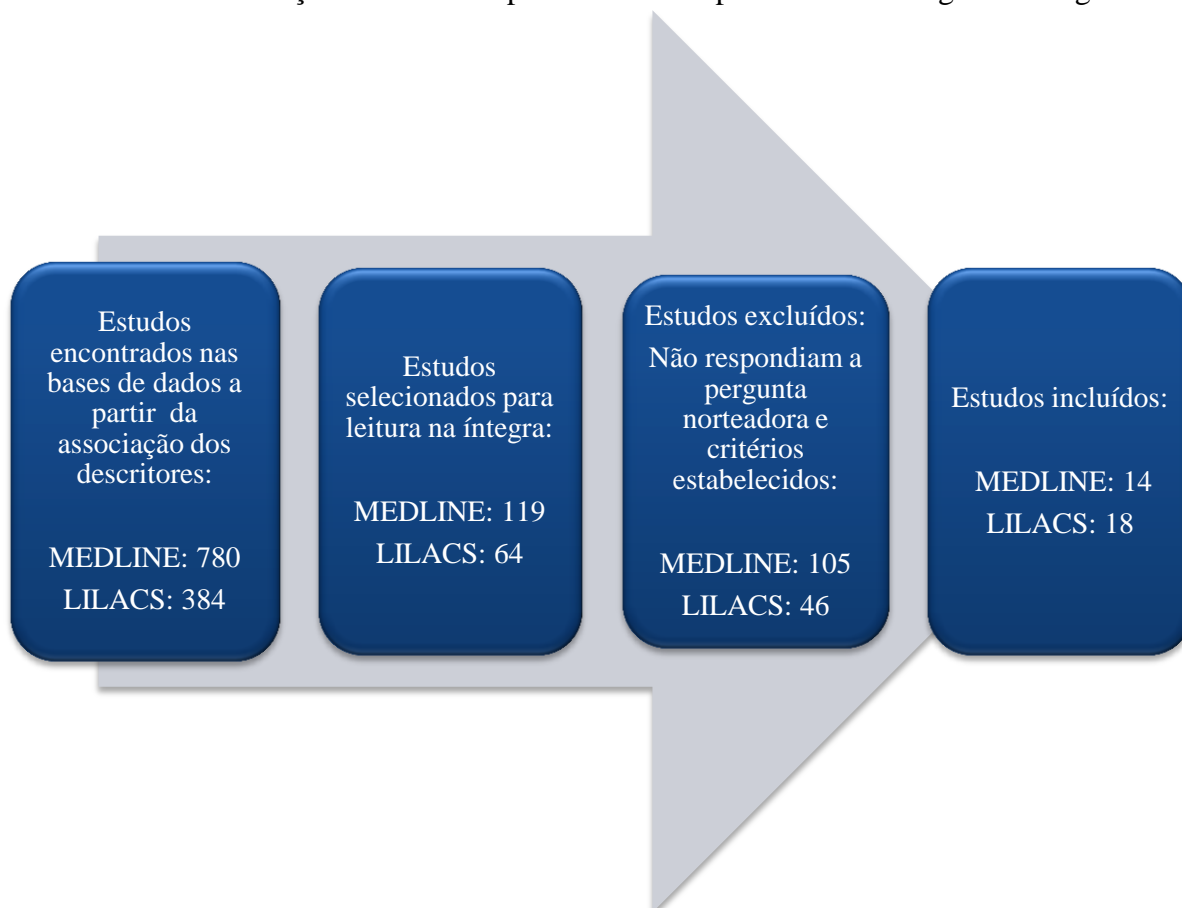 Estudos
encontrados nas
bases de dados a
partir da
associação dos
descritores:
MEDLINE: 780
LILACS: 384
Estudos
selecionados para
leitura na íntegra:
MEDLINE: 119
LILACS: 64
Estudos excluídos:
Não respondiam a
pergunta
norteadora e
critérios
estabelecidos:
MEDLINE: 105
LILACS: 46
Estudos incluídos:
MEDLINE: 14
LILACS: 18